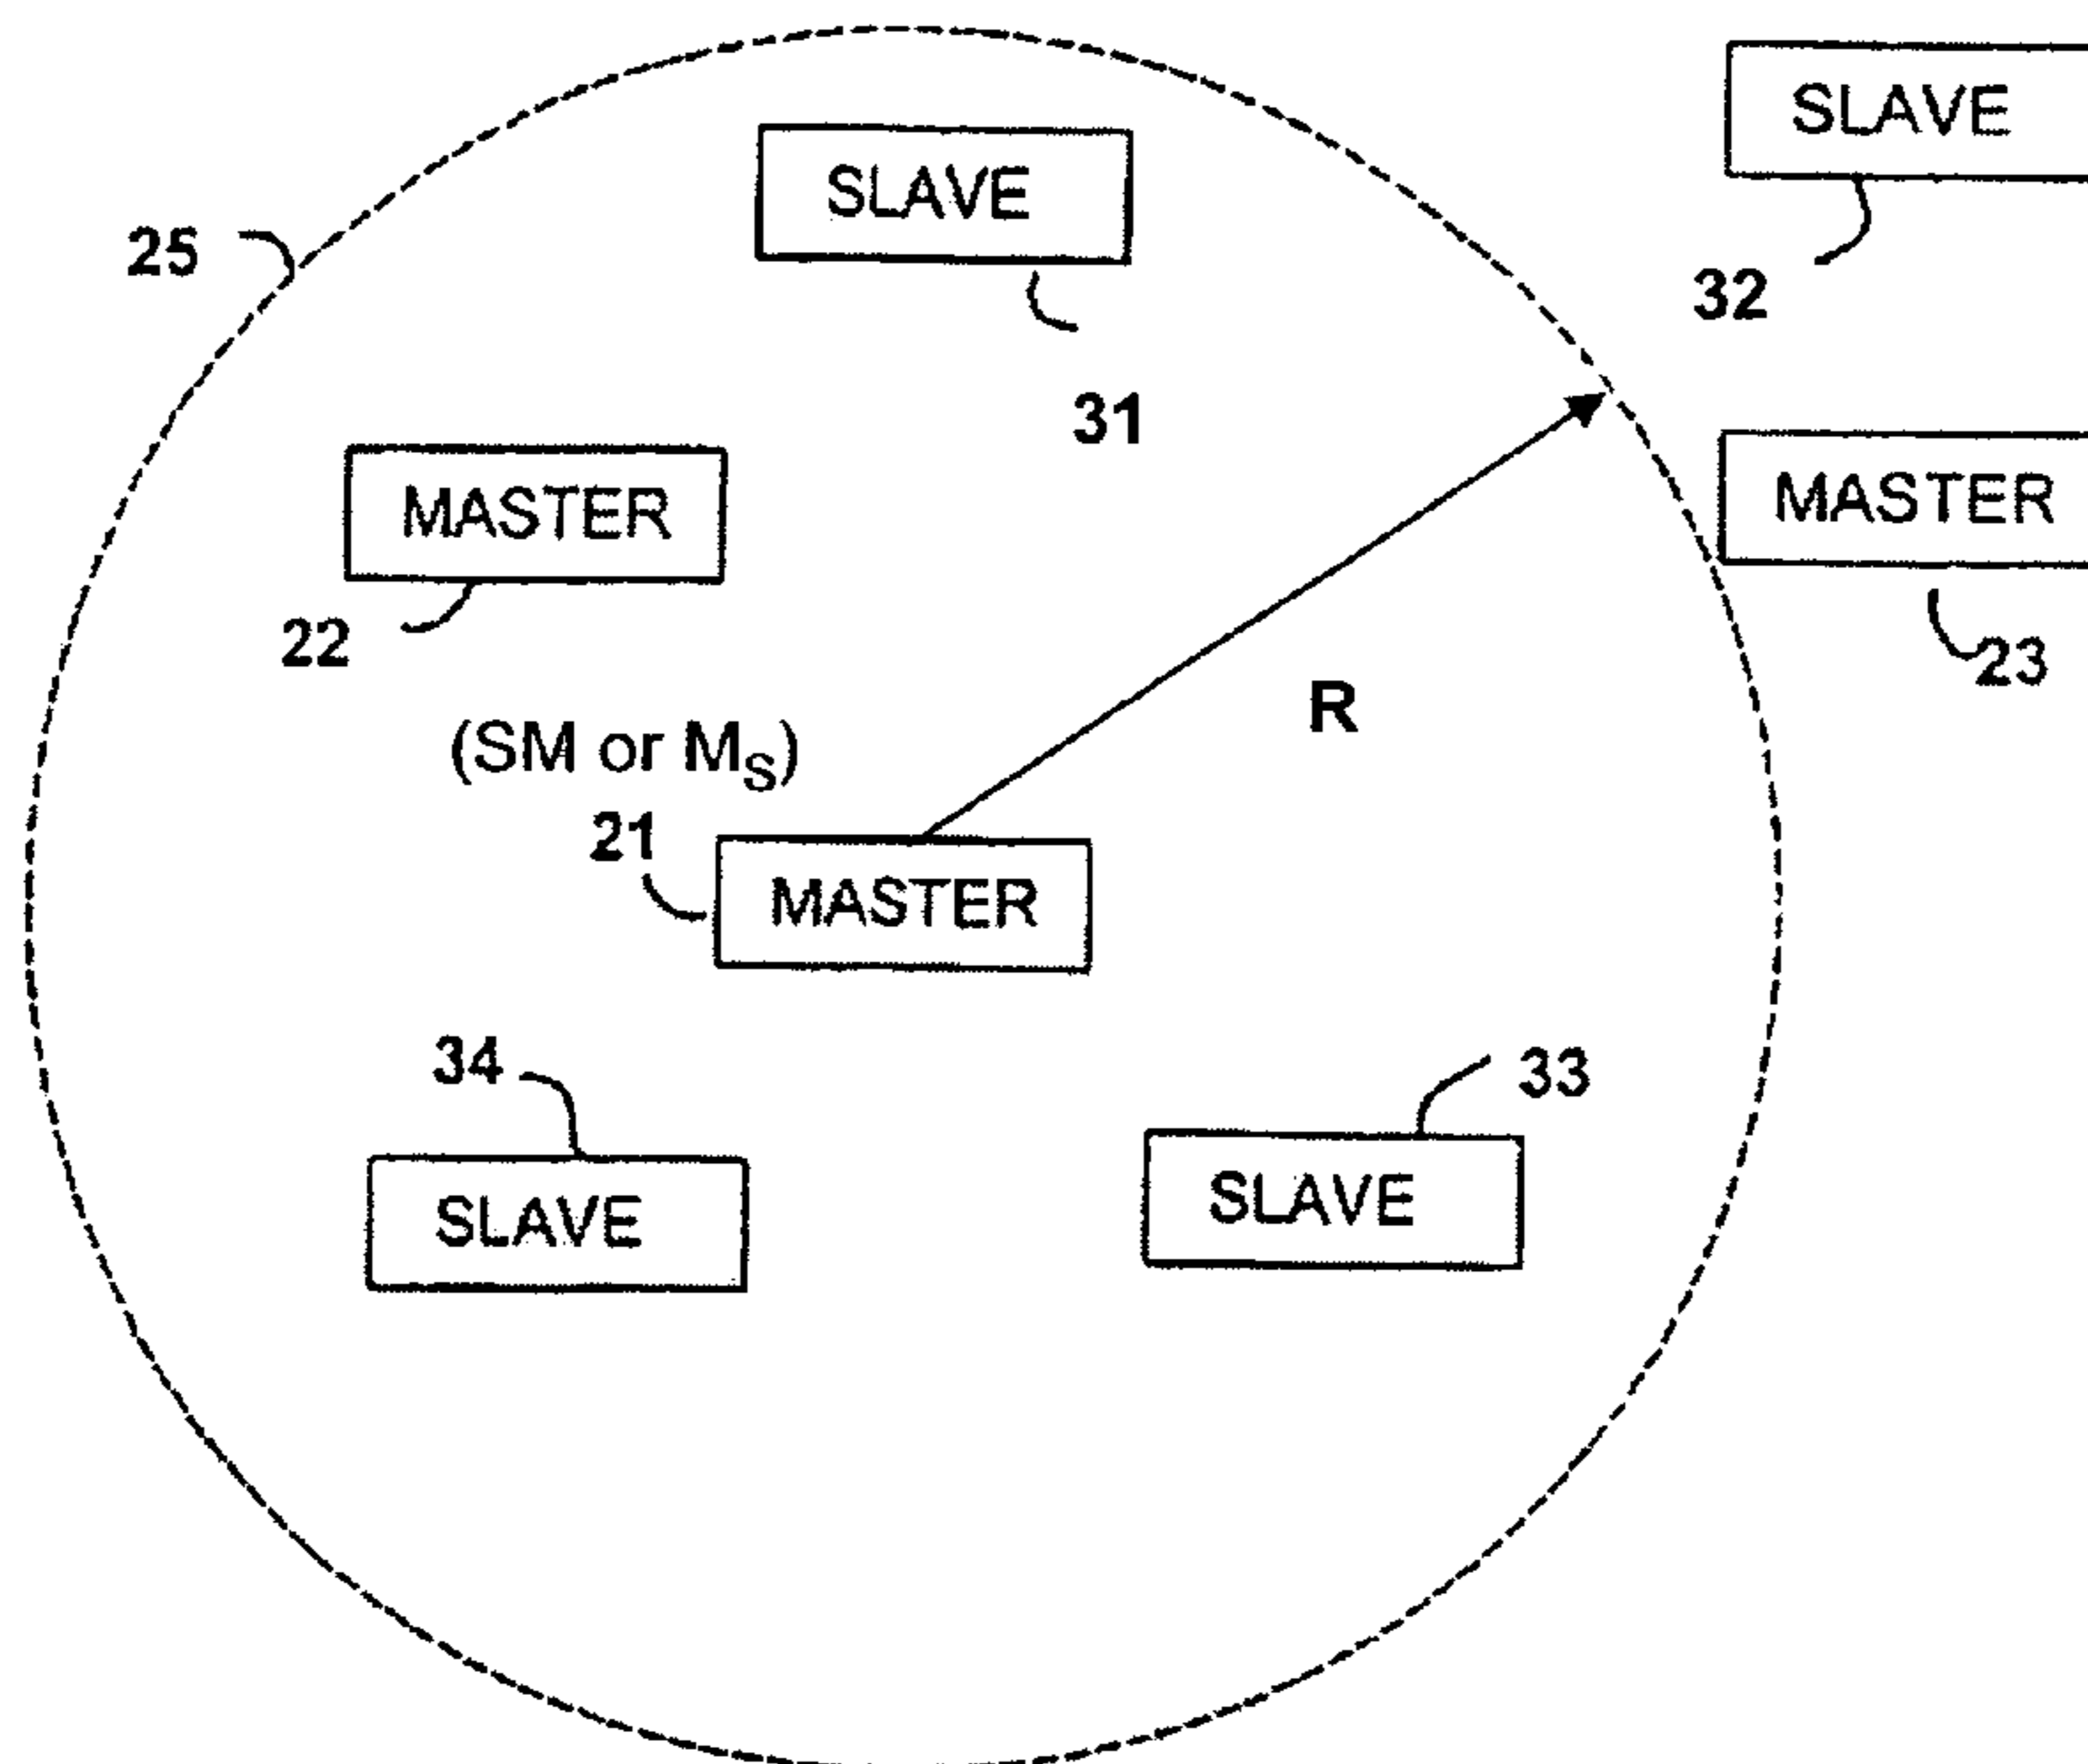 SLAVE
SLAVE
25
32
31
MASTER
MASTER
22
23
R
(SM or MS)
21
MASTER
34
33
SLAVE
SLAVE